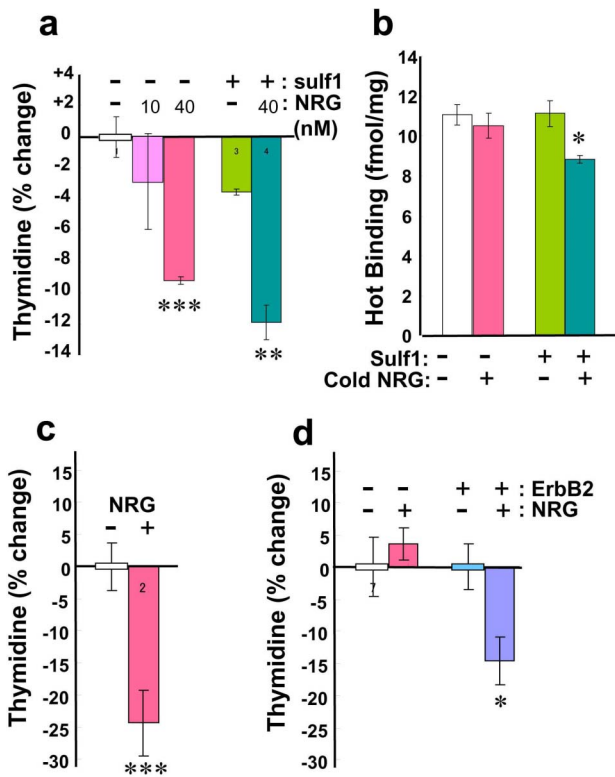 a
+4
+2
0
-2
-4
-6
-8
-10
-12
-14
Thymidine (% change)
- - - + + : sulf1
- 10 40 - 40 : NRG
(nM)
3 4
***
**
b
14
12
10
8
6
4
2
0
Hot Binding (fmol/mg)
*
Sulf1: - - + +
Cold NRG: - + - +
c
15
10
5
0
-5
-10
-15
-20
-25
-30
Thymidine (% change)
NRG
- +
2
***
d
15
10
5
0
-5
-10
-15
-20
-25
-30
Thymidine (% change)
- - + + : ErbB2
- + - + : NRG
7
*